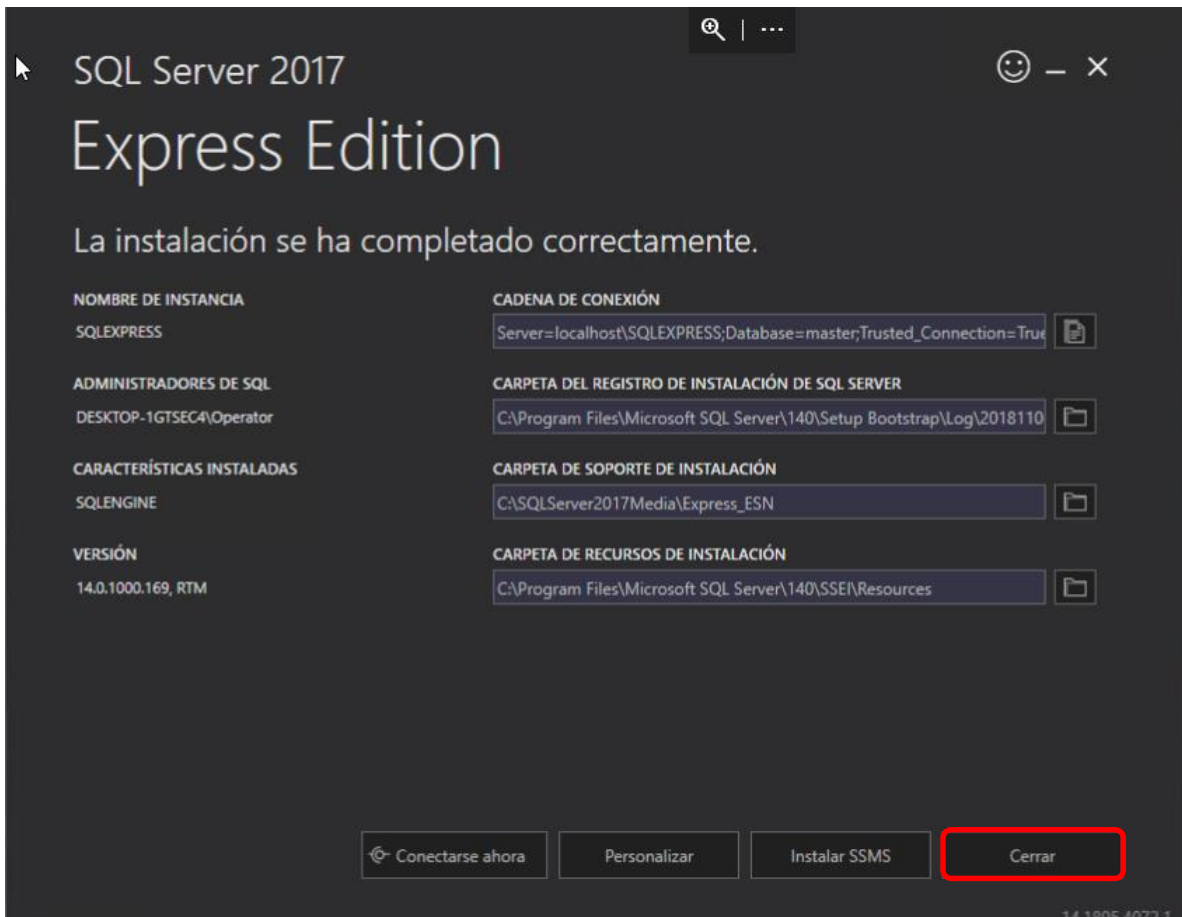 SQL Server 2017
Express Edition
La instalación se ha completado correctamente.
NOMBRE DE INSTANCIA
SQLEXPRESS
CADENA DE CONEXIÓN
Server=localhost\SQLEXPRESS;Database=master;Trusted_Connection=True
ADMINISTRADORES DE SQL
DESKTOP-1GTSEC4\Operator
CARPETA DEL REGISTRO DE INSTALACIÓN DE SQL SERVER
C:\Program Files\Microsoft SQL Server\140\Setup Bootstrap\Log\2018110
CARACTERÍSTICAS INSTALADAS
SQLENGINE
CARPETA DE SOPORTE DE INSTALACIÓN
C:\SQLServer2017Media\Express_ESN
VERSIÓN
14.0.1000.169, RTM
CARPETA DE RECURSOS DE INSTALACIÓN
C:\Program Files\Microsoft SQL Server\140\SSEI\Resources
Conectarse ahora
Personalizar
Instalar SSMS
Cerrar